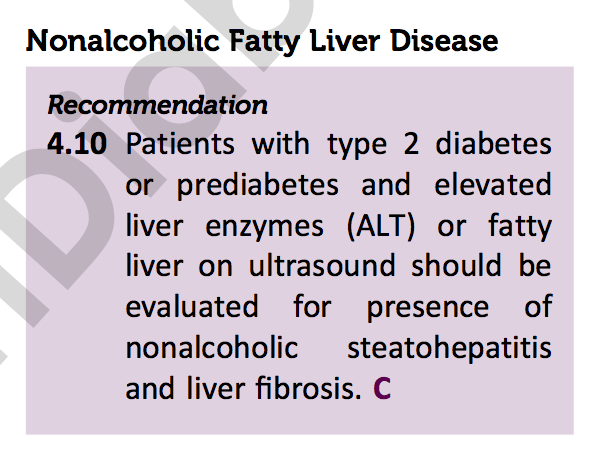 Nonalcoholic Fatty Liver Disease
Recommendation
4.10 Patients with type 2 diabetes
or prediabetes and elevated
liver enzymes (ALT) or fatty
liver on ultrasound should be
evaluated for presence of
nonalcoholic steatohepatitis
and liver fibrosis. C